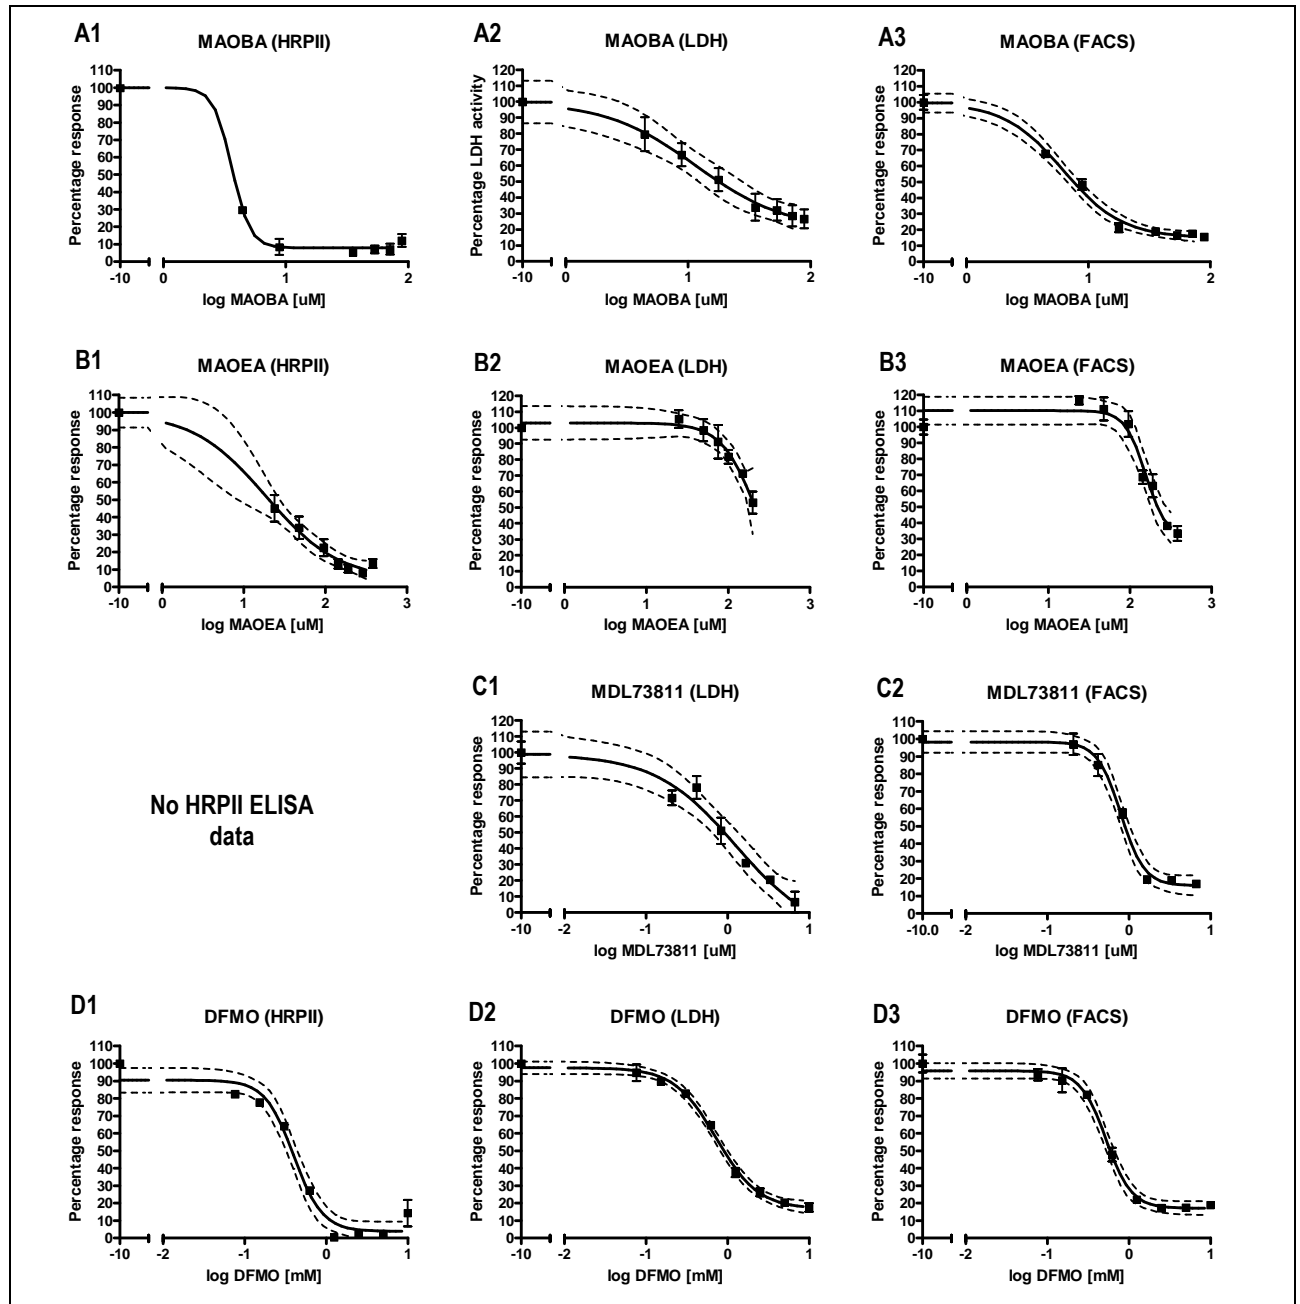 A1
MAOBA (HRPII)
Percentage response
110
100
90
80
70
60
50
40
30
20
10
0
-10 0 1 2
log MAOBA [uM]
A2
MAOBA (LDH)
Percentage LDH activity
120
110
100
90
80
70
60
50
40
30
20
10
0
-10 0 1 2
log MAOBA [uM]
A3
MAOBA (FACS)
Percentage response
120
110
100
90
80
70
60
50
40
30
20
10
0
-10 0 1 2
log MAOBA [uM]
B1
MAOEA (HRPII)
Percentage response
110
100
90
80
70
60
50
40
30
20
10
0
-10 0 1 2 3
log MAOEA [uM]
B2
MAOEA (LDH)
Percentage response
120
110
100
90
80
70
60
50
40
30
20
10
0
-10 0 1 2 3
log MAOEA [uM]
B3
MAOEA (FACS)
Percentage response
120
110
100
90
80
70
60
50
40
30
20
10
0
-10 0 1 2 3
log MAOEA [uM]
No HRPII ELISA
data
C1
MDL73811 (LDH)
Percentage response
120
110
100
90
80
70
60
50
40
30
20
10
0
-10 -2 -1 0 1
log MDL73811 [uM]
C2
MDL73811 (FACS)
Percentage response
110
100
90
80
70
60
50
40
30
20
10
0
-10.0 -2 -1 0 1
log MDL73811 [uM]
D1
DFMO (HRPII)
Percentage response
110
100
90
80
70
60
50
40
30
20
10
0
-10 -2 -1 0 1
log DFMO [mM]
D2
DFMO (LDH)
Percentage response
110
100
90
80
70
60
50
40
30
20
10
0
-10 -2 -1 0 1
log DFMO [mM]
D3
DFMO (FACS)
Percentage response
110
100
90
80
70
60
50
40
30
20
10
0
-10 -2 -1 0 1
log DFMO [mM]